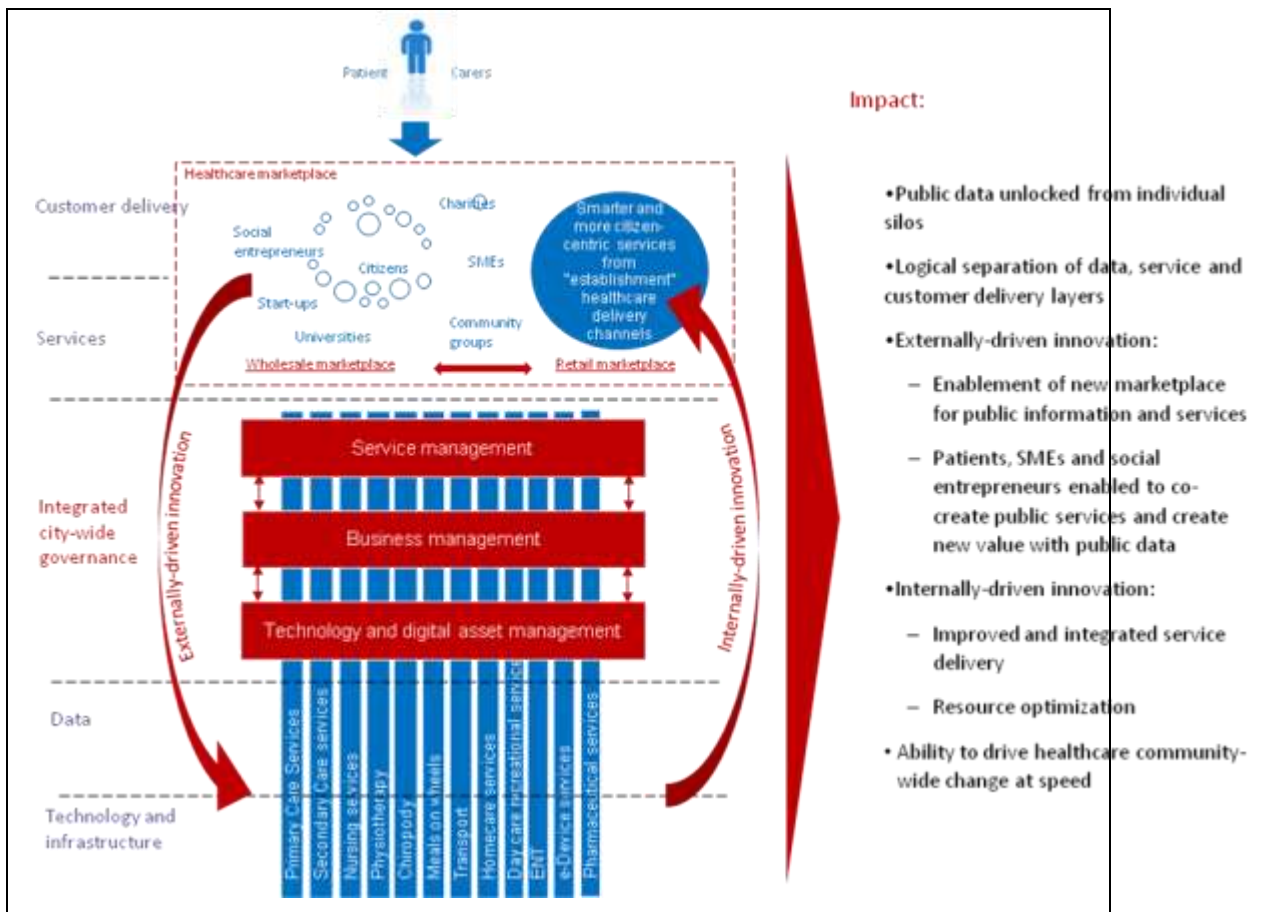 Patient
Carers
Impact:
Healthcare marketplace
Customer delivery
Services
Charities
Social
entrepreneurs
Citizens
SMEs
Start-ups
Universities
Community
groups
Smarter and
more citizen-
centric services
from
"establishment"
healthcare
delivery
channels
Wholesale marketplace
Retail marketplace
Integrated
city-wide
governance
Externally-driven innovation
Service management
Business management
Technology and digital asset management
Internally-driven innovation
Data
Technology and
infrastructure
Primary Care Services
Secondary Care services
Nursing services
Physiotherapy
Chiropody
Meals on wheels
Transport
Homecare services
Day care recreational service
ENT
e-Device services
Pharmaceutical services
•Public data unlocked from individual
silos
•Logical separation of data, service and
customer delivery layers
•Externally-driven innovation:
– Enablement of new marketplace
for public information and services
– Patients, SMEs and social
entrepreneurs enabled to co-
create public services and create
new value with public data
•Internally-driven innovation:
– Improved and integrated service
delivery
– Resource optimization
• Ability to drive healthcare community-
wide change at speed